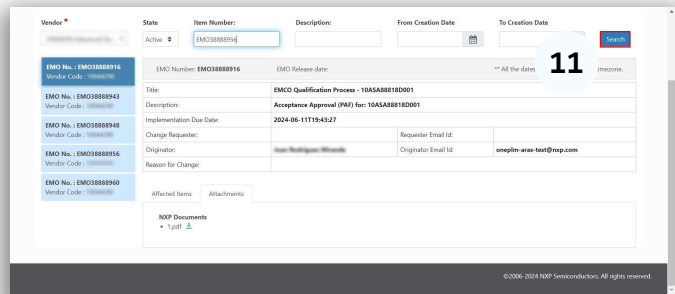 Vendor *
State
Item Number:
Description:
From Creation Date
To Creation Date
Active
EMO38888956
Search
11
EMO No. : EMO38888916
Vendor Code :
EMO No. : EMO38888943
Vendor Code :
EMO No. : EMO38888948
Vendor Code :
EMO No. : EMO38888956
Vendor Code :
EMO No. : EMO38888960
Vendor Code :
EMO Number: EMO38888916 EMO Release date: ** All the dates imezone.
Title: EMCO Qualification Process - 10ASA88818D001
Description: Acceptance Approval (PAF) for: 10ASA88818D001
Implementation Due Date: 2024-06-11T19:43:27
Change Requester: Requester Email Id:
Originator: Originator Email Id: oneplm-aras-test@nxp.com
Reason for Change:
Affected Items Attachments
NXP Documents
• 1.pdf
©2006-2024 NXP Semiconductors. All rights reserved.